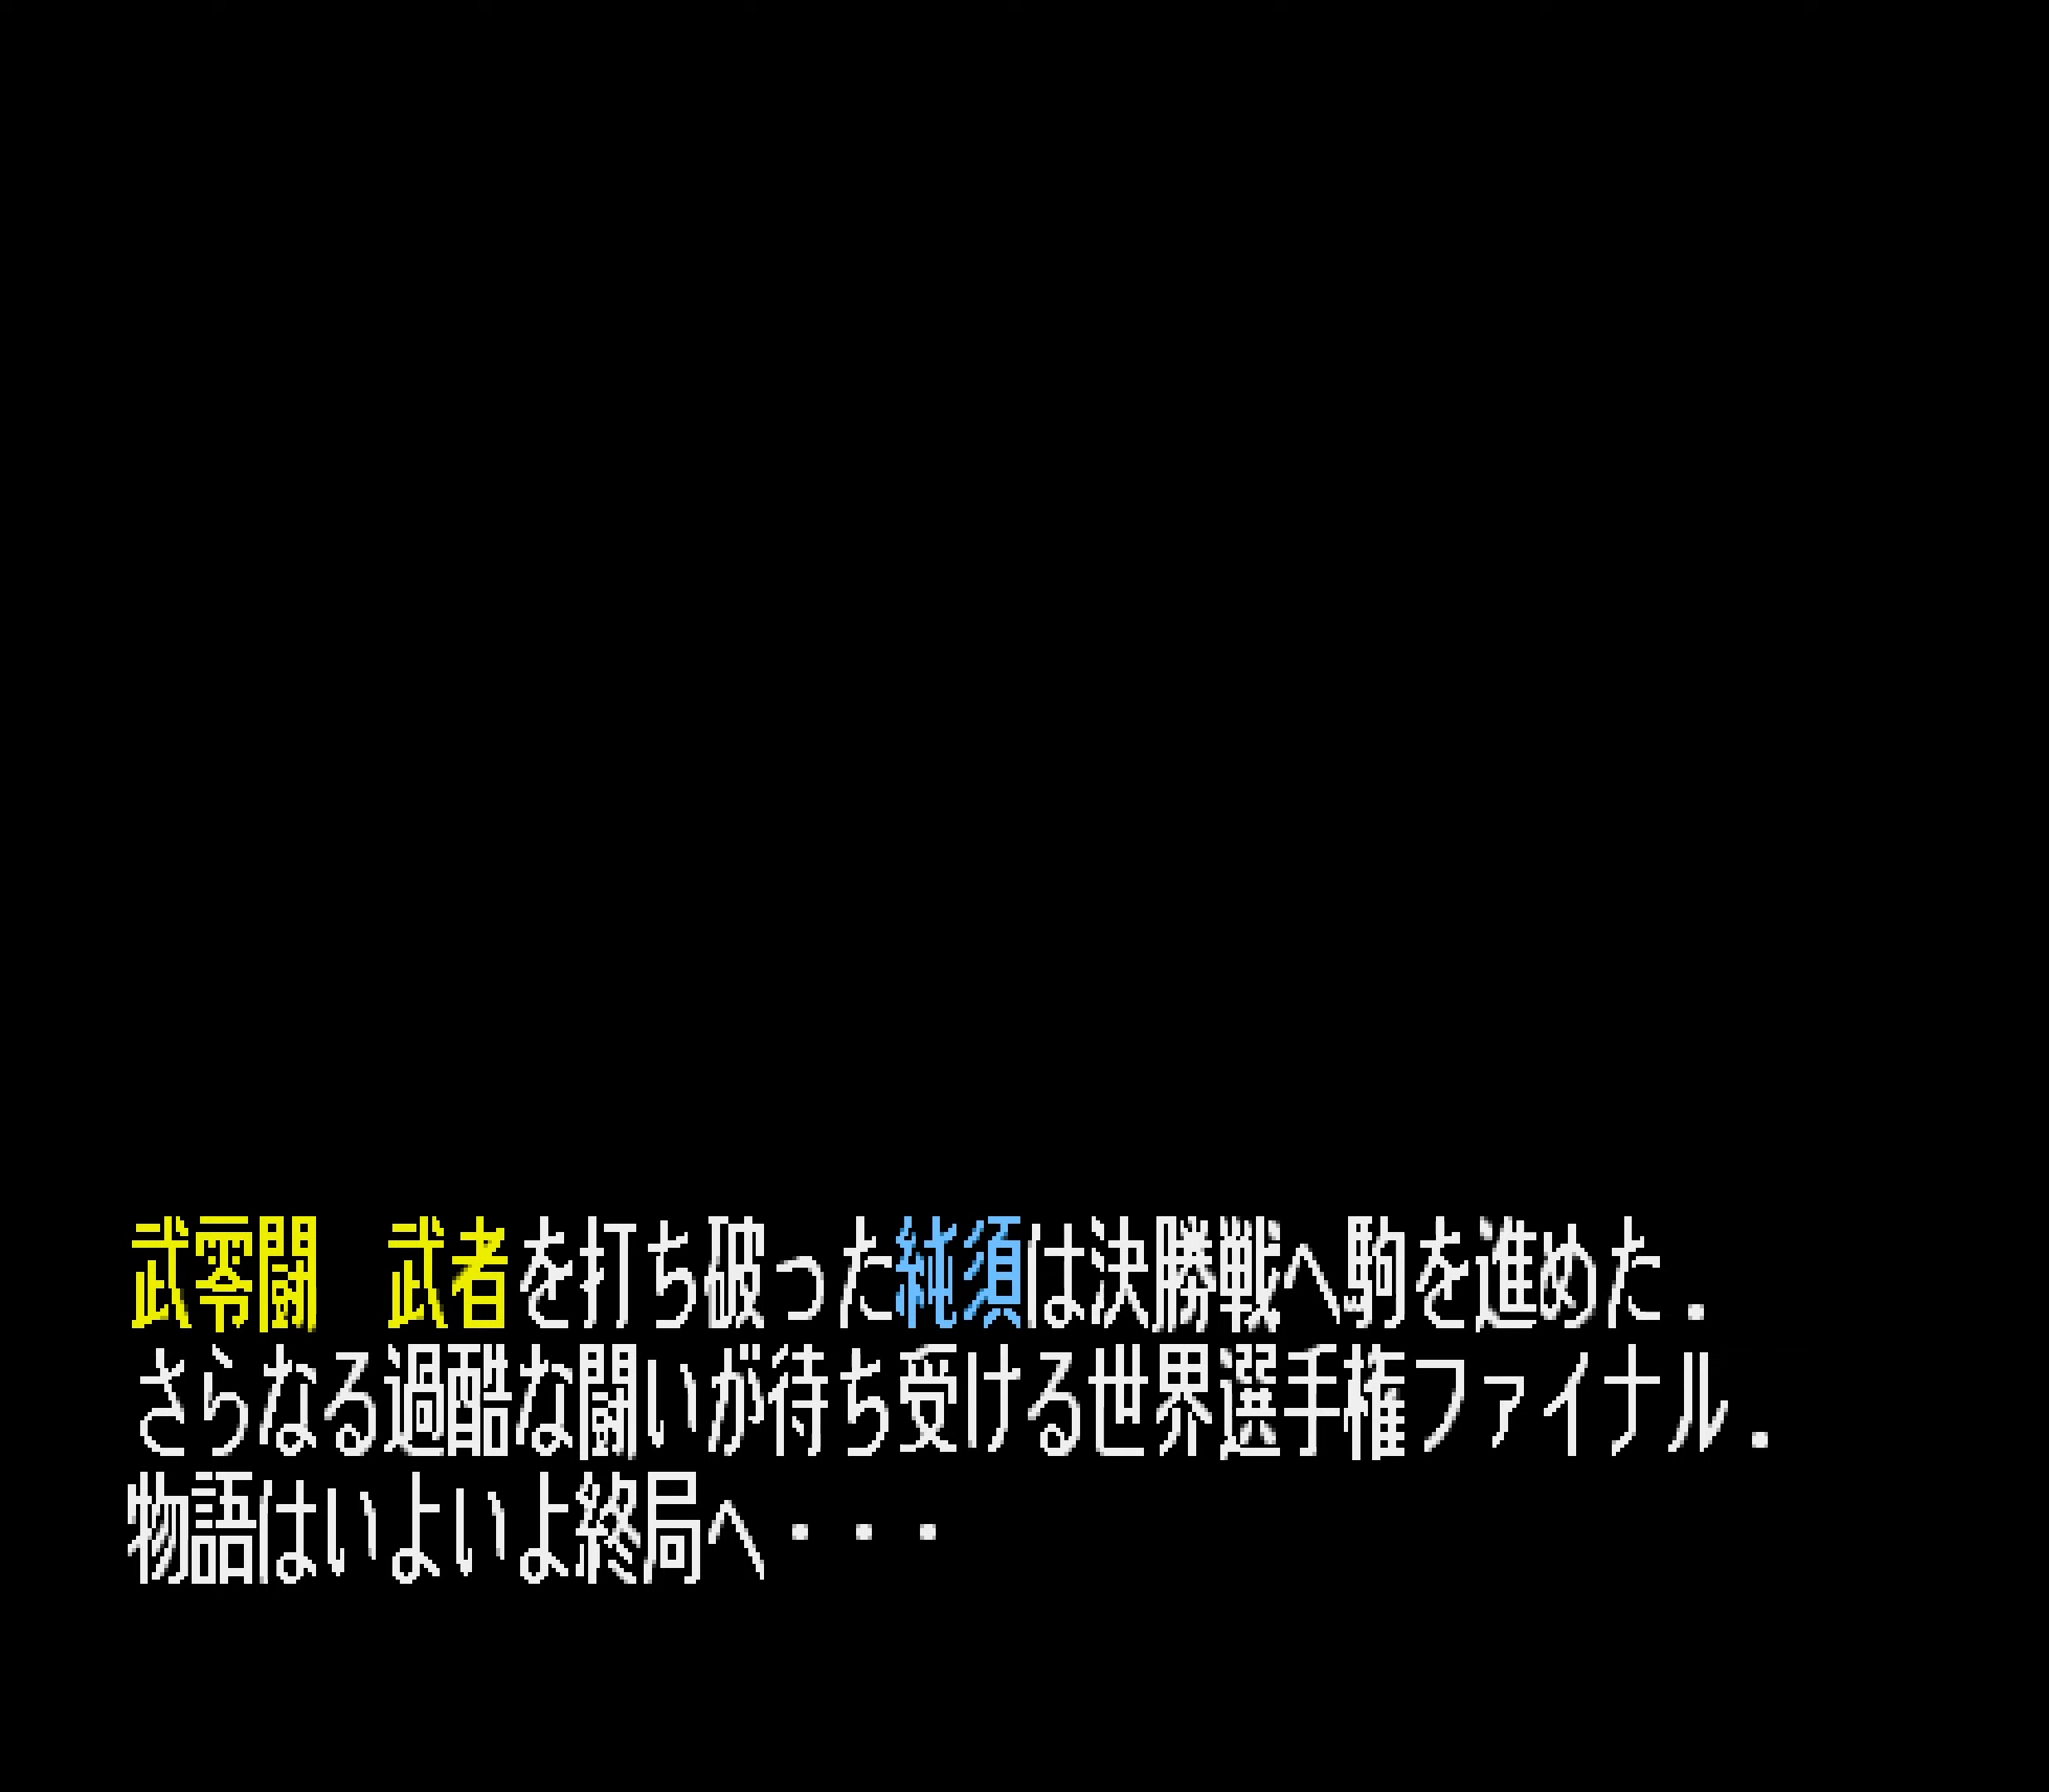 武零闘　武者を打ち破った純須は決勝戦へ駒を進めた．
さらなる過酷な闘いが待ち受ける世界選手権ファイナル．
物語はいよいよ終局へ・・・